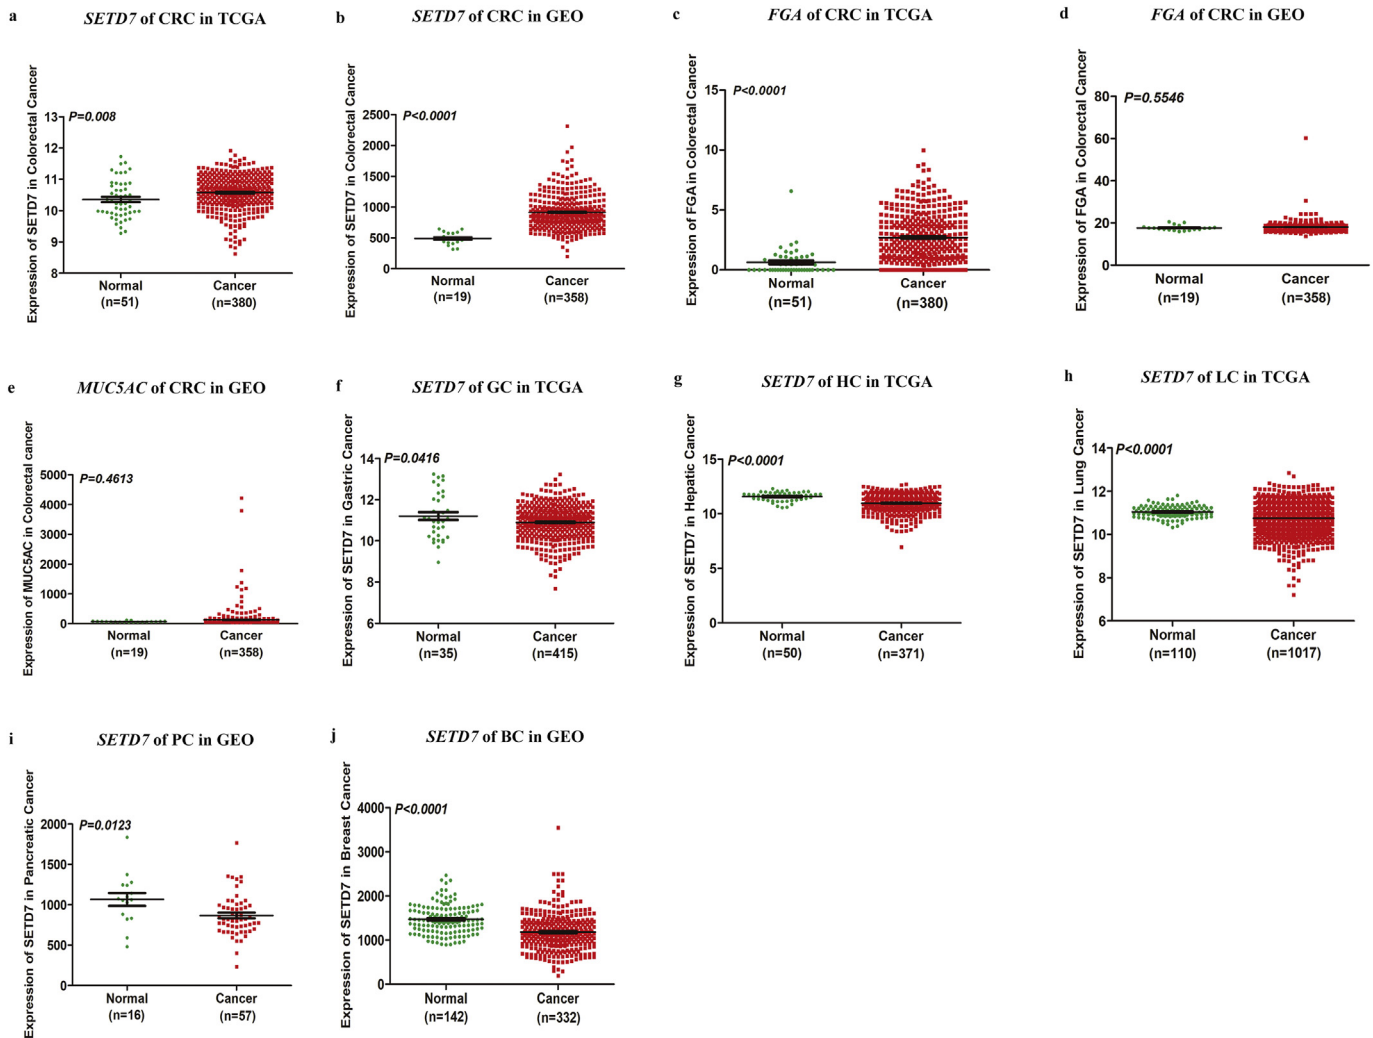 a
SETD7 of CRC in TCGA
Expression of SETD7 in Colorectal Cancer
P=0.008
13
12
11
10
9
8
Normal
(n=51)
Cancer
(n=380)
b
SETD7 of CRC in GEO
Expression of SETD7 in Colorectal Cancer
P<0.0001
2500
2000
1500
1000
500
0
Normal
(n=19)
Cancer
(n=358)
c
FGA of CRC in TCGA
Expression of FGA in Colorectal Cancer
P<0.0001
15
10
5
0
Normal
(n=51)
Cancer
(n=380)
d
FGA of CRC in GEO
Expression of FGA in Colorectal Cancer
P=0.5546
80
60
40
20
0
Normal
(n=19)
Cancer
(n=358)
e
MUC5AC of CRC in GEO
Expression of MUC5AC in Colorectal cancer
P=0.4613
5000
4000
3000
2000
1000
0
Normal
(n=19)
Cancer
(n=358)
f
SETD7 of GC in TCGA
Expression of SETD7 in Gastric Cancer
P=0.0416
14
12
10
8
6
Normal
(n=35)
Cancer
(n=415)
g
SETD7 of HC in TCGA
Expression of SETD7 in Hepatic Cancer
P<0.0001
15
10
5
0
Normal
(n=50)
Cancer
(n=371)
h
SETD7 of LC in TCGA
Expression of SETD7 in Lung Cancer
P<0.0001
14
12
10
8
6
Normal
(n=110)
Cancer
(n=1017)
i
SETD7 of PC in GEO
Expression of SETD7 in Pancreatic Cancer
P=0.0123
2000
1500
1000
500
0
Normal
(n=16)
Cancer
(n=57)
j
SETD7 of BC in GEO
Expression of SETD7 in Breast Cancer
P<0.0001
4000
3000
2000
1000
0
Normal
(n=142)
Cancer
(n=332)